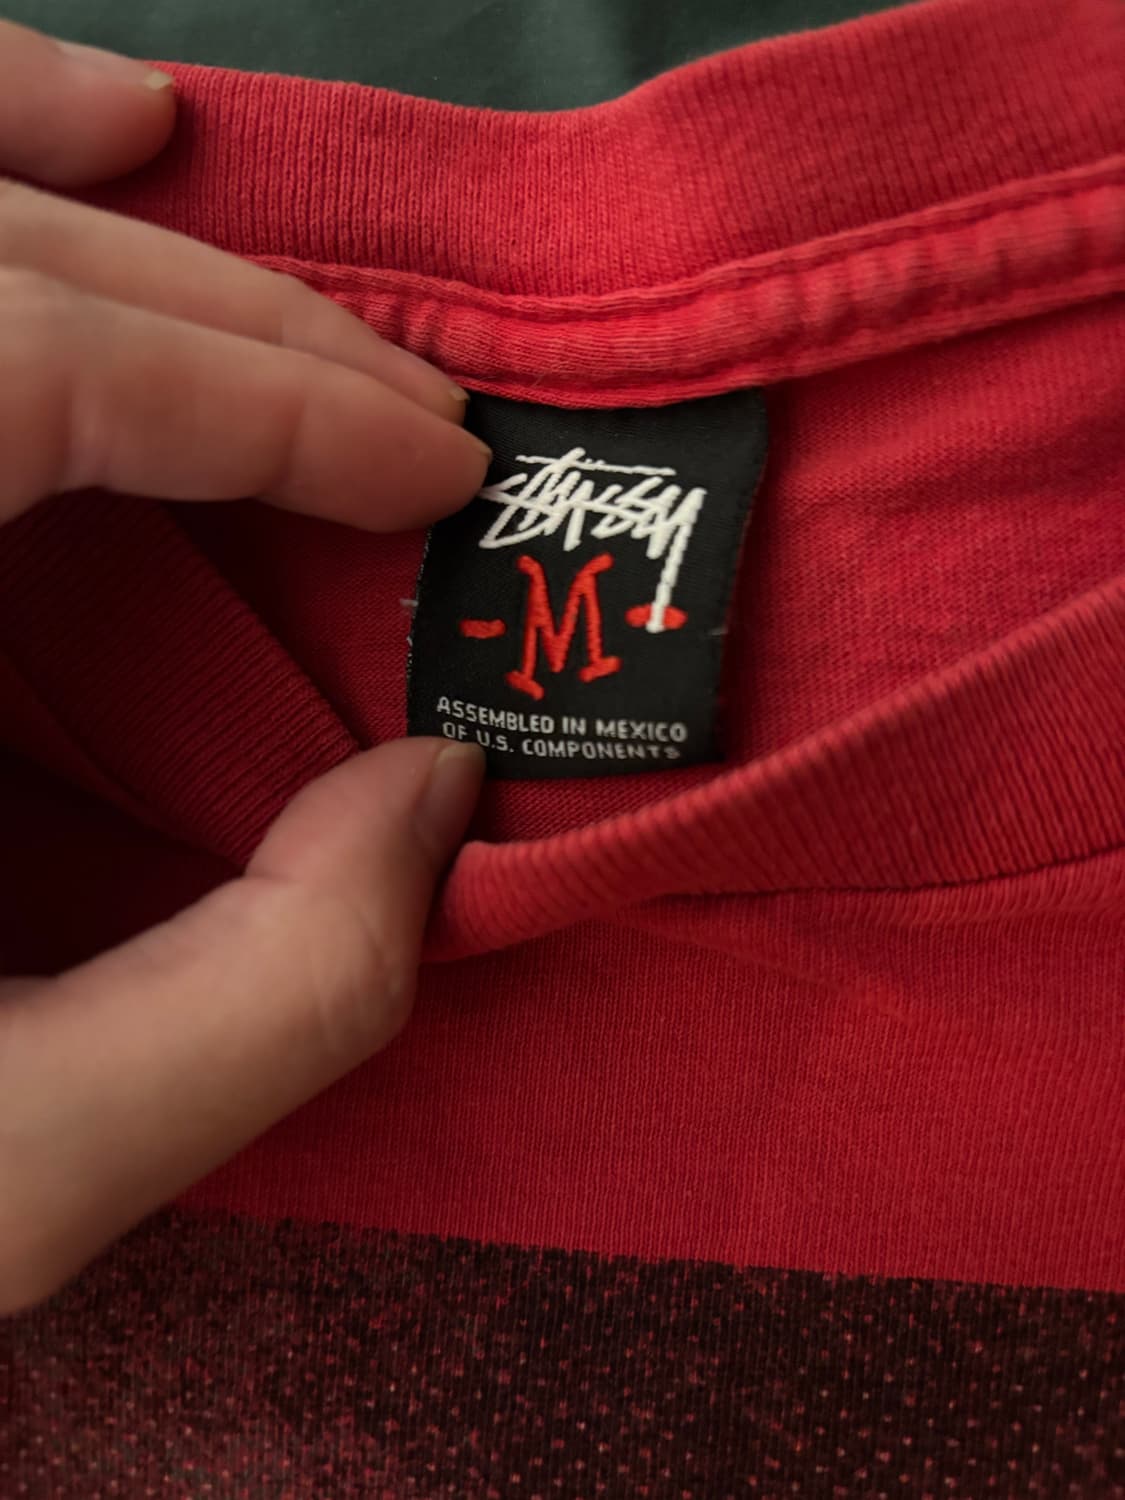 STUSSY
- M -
ASSEMBLED IN MEXICO
OF U.S. COMPONENTS